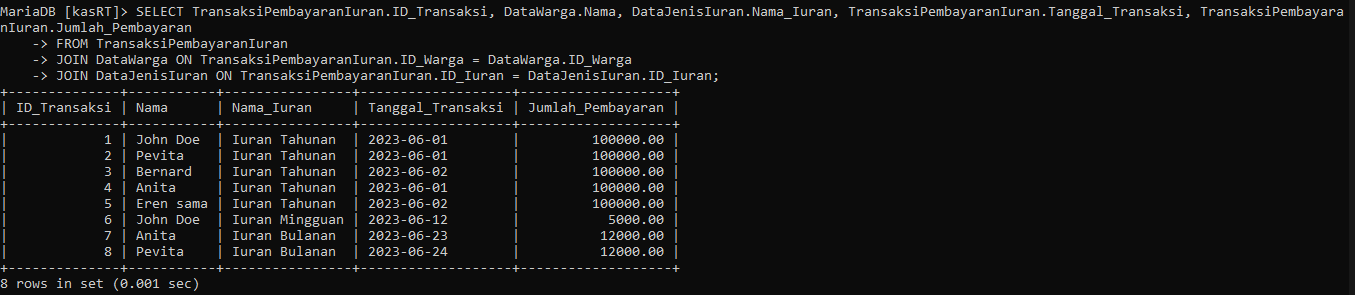 MariaDB [kasRT]> SELECT TransaksiPembayaranIuran.ID_Transaksi, DataWarga.Nama, DataJenisIuran.Nama_Iuran, TransaksiPembayaranIuran.Tanggal_Transaksi, TransaksiPembayara
nIuran.Jumlah_Pembayaran
    -> FROM TransaksiPembayaranIuran
    -> JOIN DataWarga ON TransaksiPembayaranIuran.ID_Warga = DataWarga.ID_Warga
    -> JOIN DataJenisIuran ON TransaksiPembayaranIuran.ID_Iuran = DataJenisIuran.ID_Iuran;
+--------------+-----------+----------------+-------------------+-------------------+
| ID_Transaksi | Nama      | Nama_Iuran     | Tanggal_Transaksi | Jumlah_Pembayaran |
+--------------+-----------+----------------+-------------------+-------------------+
|            1 | John Doe  | Iuran Tahunan  | 2023-06-01        |         100000.00 |
|            2 | Pevita    | Iuran Tahunan  | 2023-06-01        |         100000.00 |
|            3 | Bernard   | Iuran Tahunan  | 2023-06-02        |         100000.00 |
|            4 | Anita     | Iuran Tahunan  | 2023-06-01        |         100000.00 |
|            5 | Eren sama | Iuran Tahunan  | 2023-06-02        |         100000.00 |
|            6 | John Doe  | Iuran Mingguan | 2023-06-12        |           5000.00 |
|            7 | Anita     | Iuran Bulanan  | 2023-06-23        |          12000.00 |
|            8 | Pevita    | Iuran Bulanan  | 2023-06-24        |          12000.00 |
+--------------+-----------+----------------+-------------------+-------------------+
8 rows in set (0.001 sec)